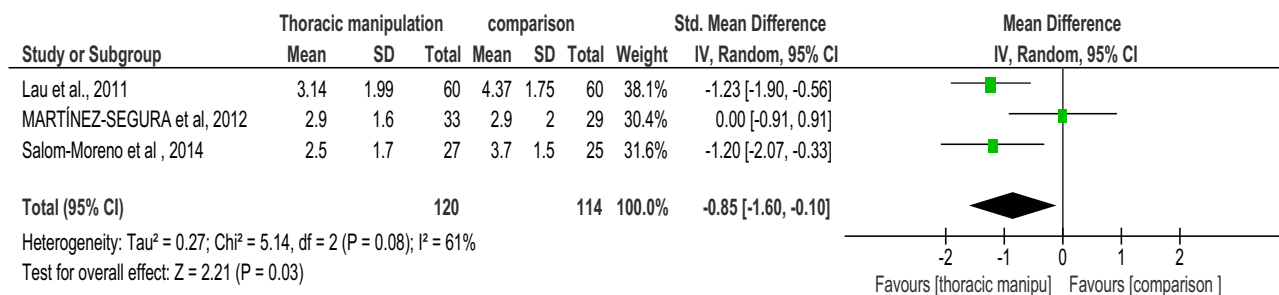 Thoracic manipulation comparison Std. Mean Difference Mean Difference
Study or Subgroup Mean SD Total Mean SD Total Weight IV, Random, 95% CI IV, Random, 95% CI
Lau et al., 2011 3.14 1.99 60 4.37 1.75 60 38.1% -1.23 [-1.90, -0.56]
MARTÍNEZ-SEGURA et al, 2012 2.9 1.6 33 2.9 2 29 30.4% 0.00 [-0.91, 0.91]
Salom-Moreno et al , 2014 2.5 1.7 27 3.7 1.5 25 31.6% -1.20 [-2.07, -0.33]
Total (95% CI) 120 114 100.0% -0.85 [-1.60, -0.10]
Heterogeneity: Tau² = 0.27; Chi² = 5.14, df = 2 (P = 0.08); I² = 61%
Test for overall effect: Z = 2.21 (P = 0.03)
-2 -1 0 1 2
Favours [thoracic manipu] Favours [comparison ]